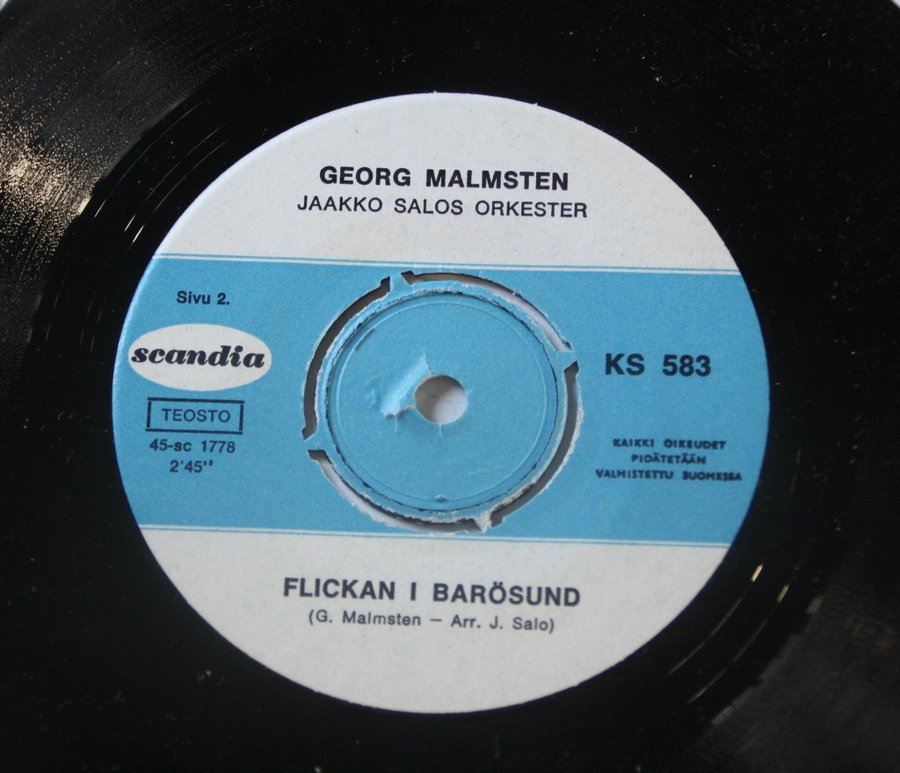 GEORG MALMSTEN
JAAKKO SALOS ORKESTER
Sivu 2.
scandia
TEOSTO
45-sc 1778
2'45''
KS 583
KAIKKI OIKEUDET
PIDÄTETÄÄN
VALMISTETTU SUOMESSA
FLICKAN I BARÖSUND
(G. Malmsten – Arr. J. Salo)